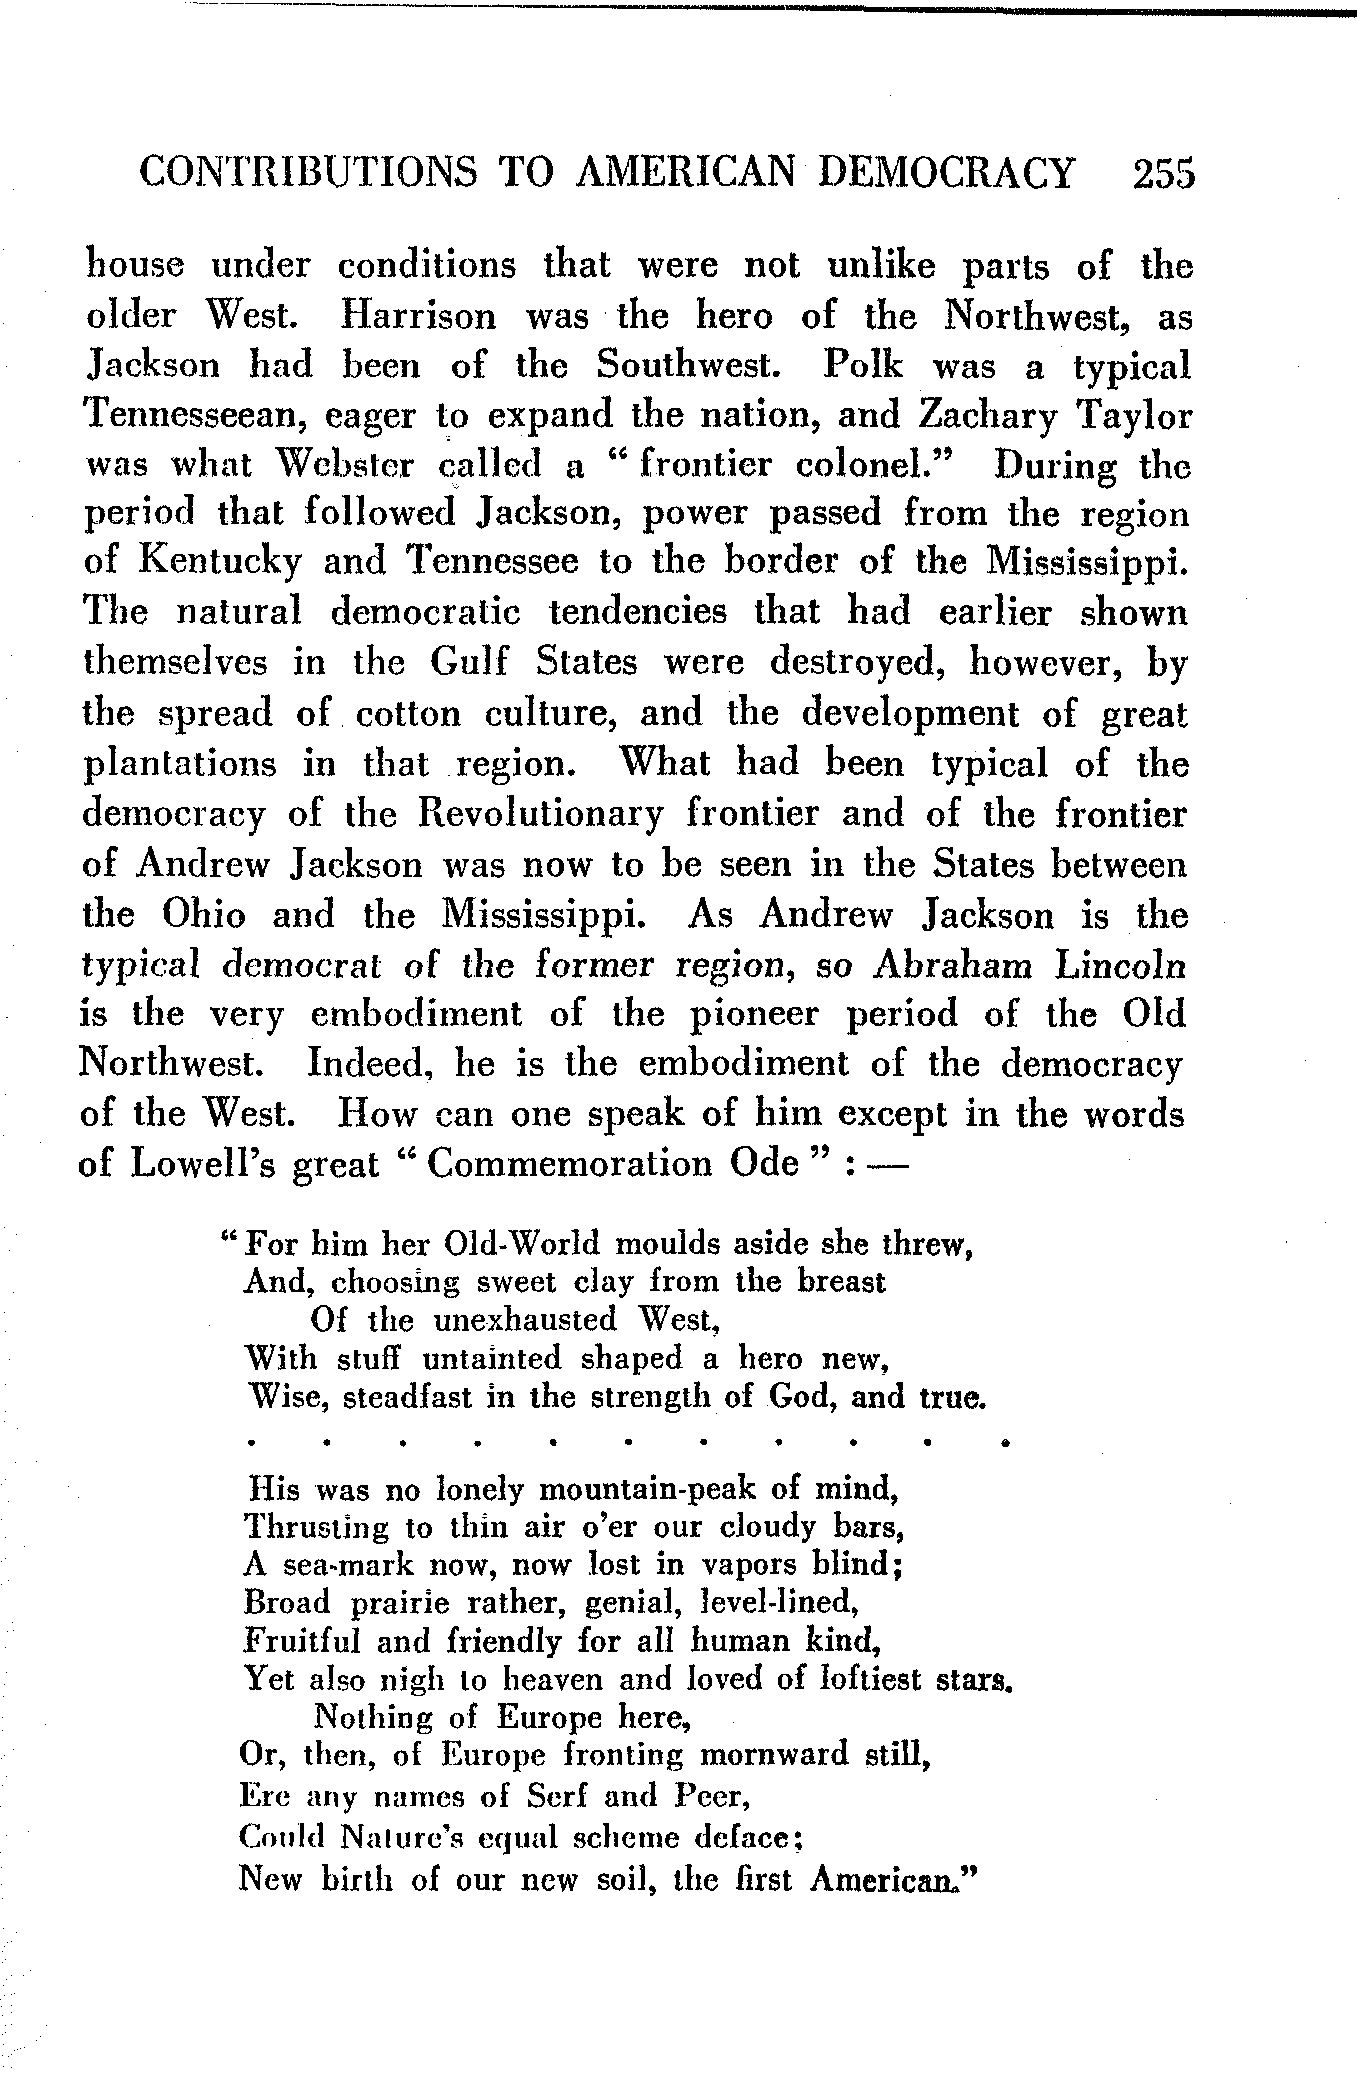 CONTRIBUTIONS TO AMERICAN DEMOCRACY 255
house under conditions that were not unlike parts of the
older West. Harrison was the hero of the Northwest, as
Jackson had been of the Southwest. Polk was a typical
Tennesseean, eager to expand the nation, and Zachary Taylor
was what Webster called a " frontier colonel." During the
period that followed Jackson, power passed from the region
of Kentucky and Tennessee to the border of the Mississippi.
The natural democratic tendencies that had earlier shown
themselves in the Gulf States were destroyed, however, by
the spread of cotton culture, and the development of great
plantations in that region. What had been typical of the
democracy of the Revolutionary frontier and of the frontier
of Andrew Jackson was now to be seen in the States between
the Ohio and the Mississippi. As Andrew Jackson is the
typical democrat of the former region, so Abraham Lincoln
is the very embodiment of the pioneer period of the Old
Northwest. Indeed, he is the embodiment of the democracy
of the West. How can one speak of him except in the words
of Lowell's great " Commemoration Ode " : —
" For him her Old-World moulds aside she threw,
And, choosing sweet clay from the breast
Of the unexhausted West,
With stuff untainted shaped a hero new,
Wise, steadfast in the strength of God, and true.
. . . . . . . . . . .
His was no lonely mountain-peak of mind,
Thrusting to thin air o'er our cloudy bars,
A sea-mark now, now lost in vapors blind;
Broad prairie rather, genial, level-lined,
Fruitful and friendly for all human kind,
Yet also nigh to heaven and loved of loftiest stars.
Nothing of Europe here,
Or, then, of Europe fronting mornward still,
Ere any names of Serf and Peer,
Could Nature's equal scheme deface;
New birth of our new soil, the first American."